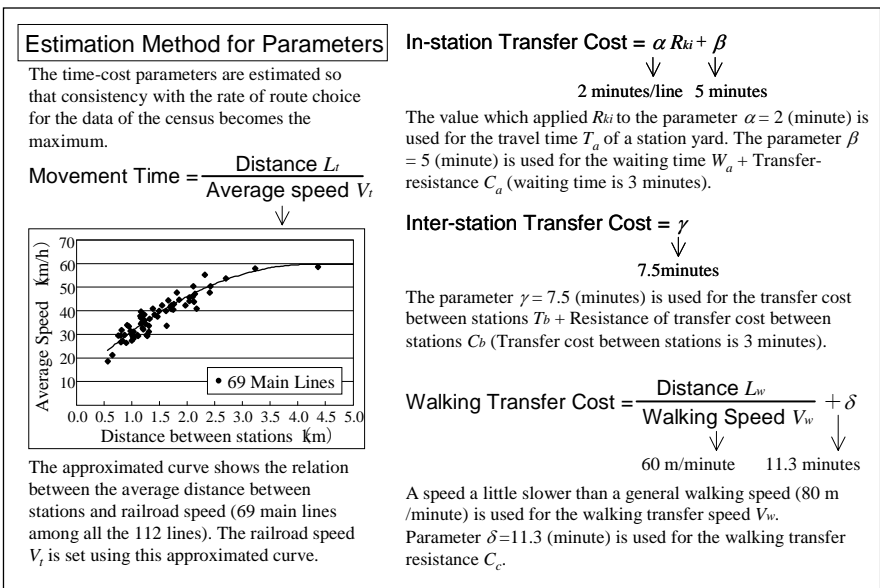 Estimation Method for Parameters
The time-cost parameters are estimated so
that consistency with the rate of route choice
for the data of the census becomes the
maximum.
Movement Time = Distance Lt / Average speed Vt
Average Speed (km/h)
70
60
50
40
30
20
10
69 Main Lines
0.0 0.5 1.0 1.5 2.0 2.5 3.0 3.5 4.0 4.5 5.0
Distance between stations (km)
The approximated curve shows the relation
between the average distance between
stations and railroad speed (69 main lines
among all the 112 lines). The railroad speed
Vt is set using this approximated curve.
In-station Transfer Cost = α Rki + β
2 minutes/line 5 minutes
The value which applied Rki to the parameter α = 2 (minute) is
used for the travel time Ta of a station yard. The parameter β
= 5 (minute) is used for the waiting time Wa + Transfer-
resistance Ca (waiting time is 3 minutes).
Inter-station Transfer Cost = γ
7.5minutes
The parameter γ = 7.5 (minutes) is used for the transfer cost
between stations Tb + Resistance of transfer cost between
stations Cb (Transfer cost between stations is 3 minutes).
Walking Transfer Cost = Distance Lw / Walking Speed Vw + δ
60 m/minute 11.3 minutes
A speed a little slower than a general walking speed (80 m
/minute) is used for the walking transfer speed Vw.
Parameter δ=11.3 (minute) is used for the walking transfer
resistance Cc.